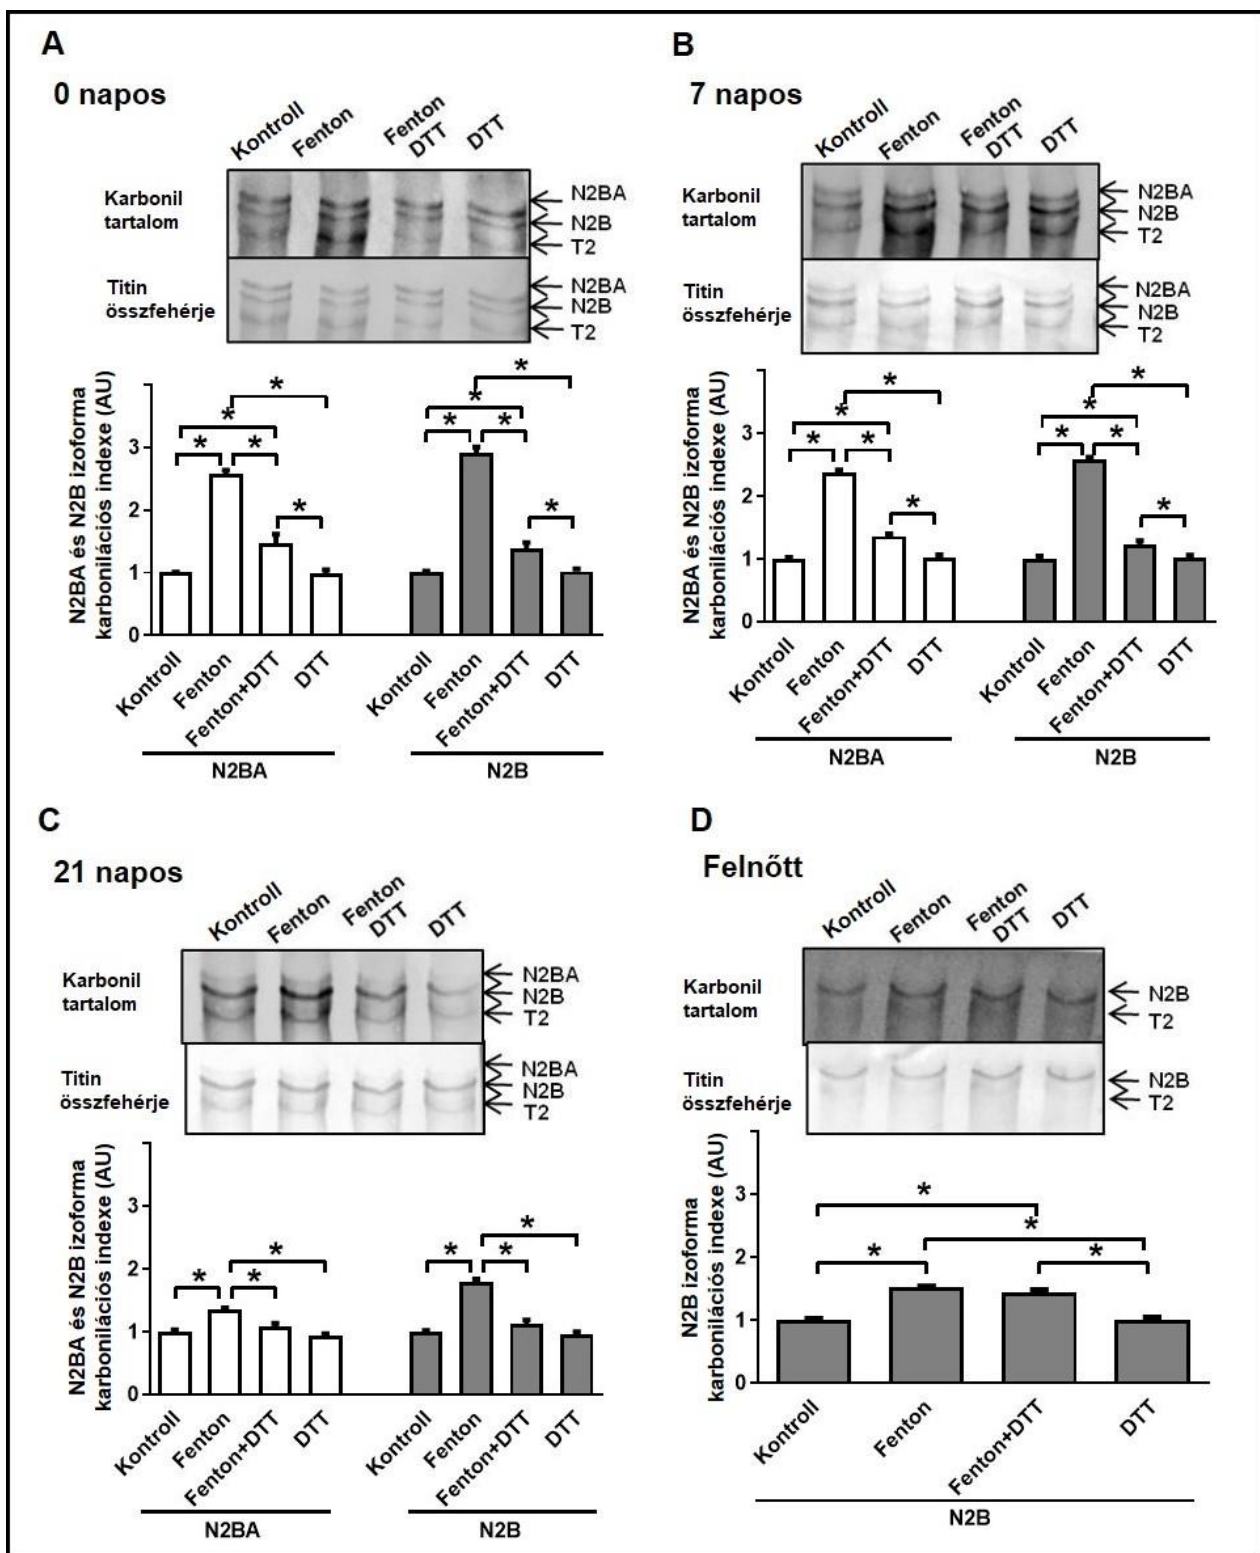 A
0 napos
Kontroll
Fenton
Fenton
DTT
DTT
Karbonil
tartalom
N2BA
N2B
T2
Titin
összfehérje
N2BA
N2B
T2
N2BA és N2B izoforma
karbonilációs indexe (AU)
3
2
1
0
*
*
*
*
*
*
*
*
*
*
Kontroll
Fenton
Fenton+DTT
DTT
Kontroll
Fenton
Fenton+DTT
DTT
N2BA
N2B
B
7 napos
Kontroll
Fenton
Fenton
DTT
DTT
Karbonil
tartalom
N2BA
N2B
T2
Titin
összfehérje
N2BA
N2B
T2
N2BA és N2B izoforma
karbonilációs indexe (AU)
3
2
1
0
*
*
*
*
*
*
*
*
*
*
Kontroll
Fenton
Fenton+DTT
DTT
Kontroll
Fenton
Fenton+DTT
DTT
N2BA
N2B
C
21 napos
Kontroll
Fenton
Fenton
DTT
DTT
Karbonil
tartalom
N2BA
N2B
T2
Titin
összfehérje
N2BA
N2B
T2
N2BA és N2B izoforma
karbonilációs indexe (AU)
3
2
1
0
*
*
*
*
*
*
Kontroll
Fenton
Fenton+DTT
DTT
Kontroll
Fenton
Fenton+DTT
DTT
N2BA
N2B
D
Felnőtt
Kontroll
Fenton
Fenton
DTT
DTT
Karbonil
tartalom
N2B
T2
Titin
összfehérje
N2B
T2
N2B izoforma
karbonilációs indexe (AU)
3
2
1
0
*
*
*
*
Kontroll
Fenton
Fenton+DTT
DTT
N2B